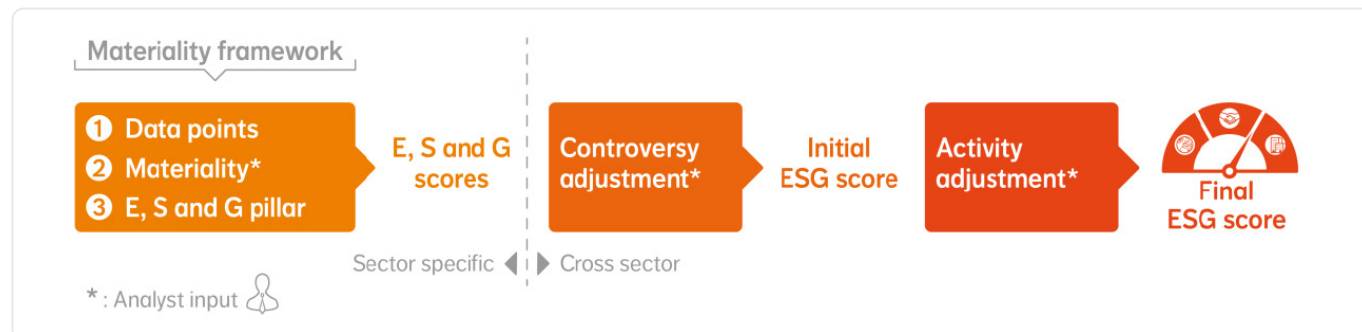 Materiality framework
1 Data points
2 Materiality*
3 E, S and G pillar
E, S and G
scores
Controversy
adjustment*
Initial
ESG score
Activity
adjustment*
Final
ESG score
Sector specific
Cross sector
* : Analyst input